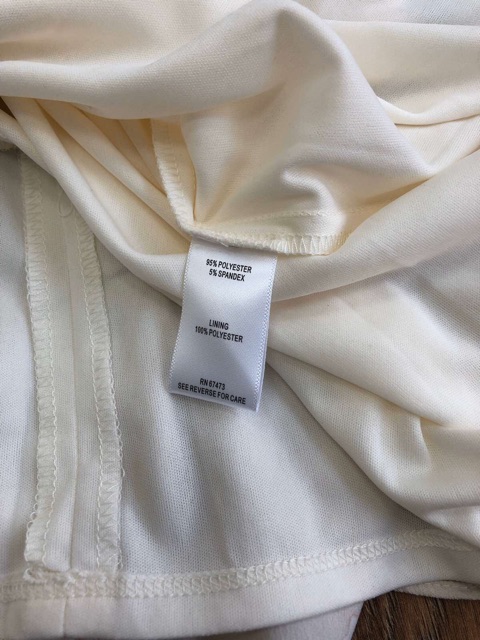 95% POLYESTER
5% SPANDEX
LINING
100% POLYESTER
RN 67473
SEE REVERSE FOR CARE